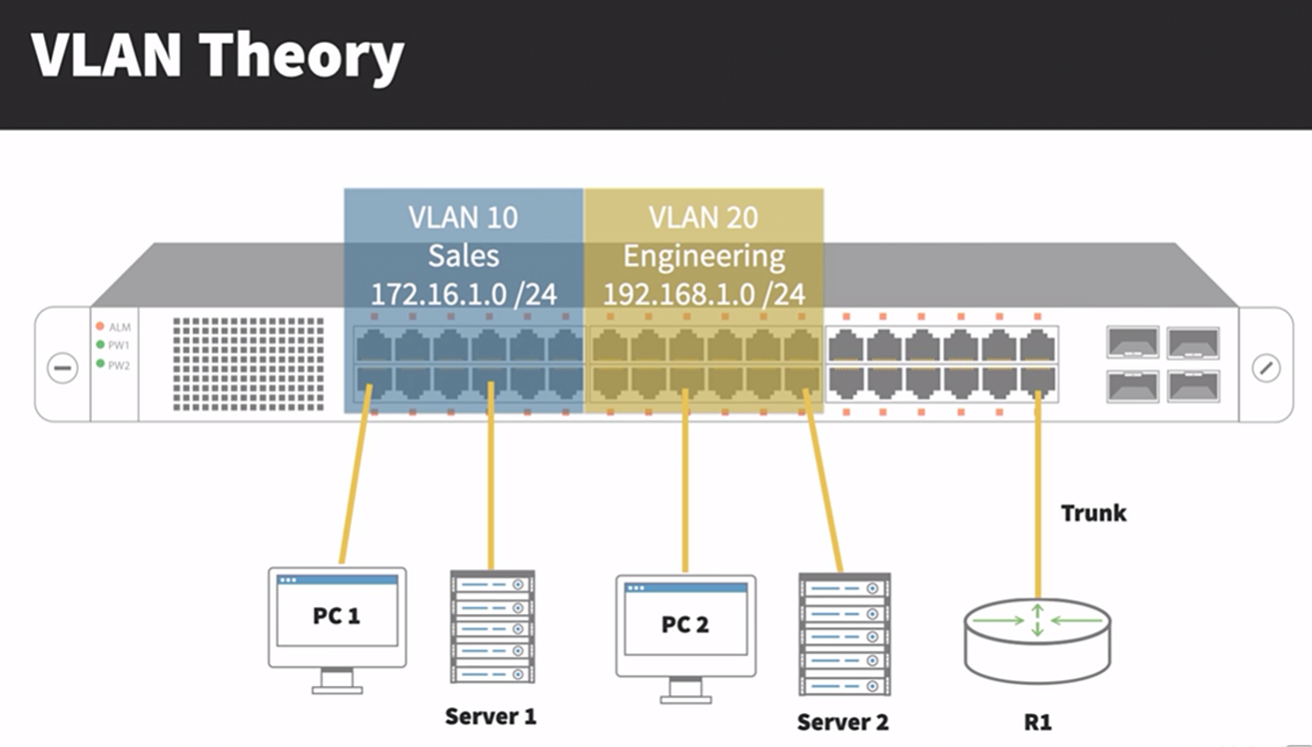 VLAN Theory
VLAN 10
Sales
172.16.1.0 /24
VLAN 20
Engineering
192.168.1.0 /24
ALM
PW1
PW2
Trunk
PC 1
Server 1
PC 2
Server 2
R1